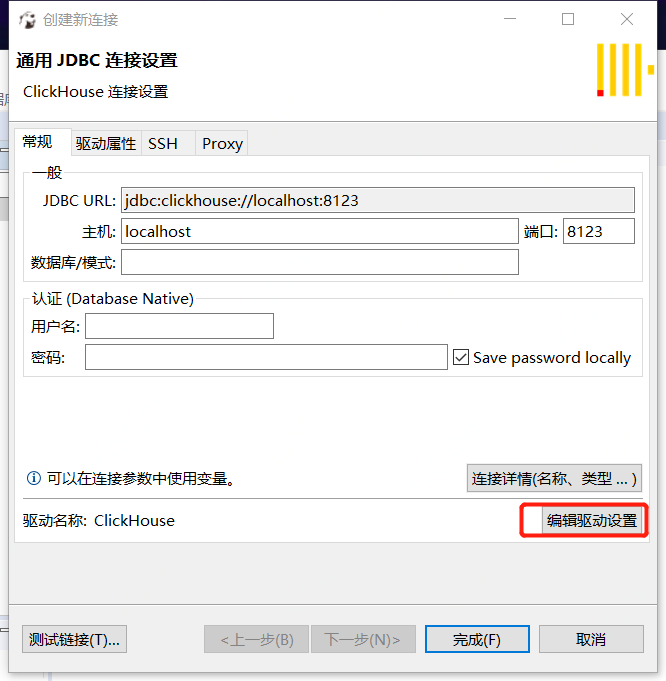 创建新连接
通用 JDBC 连接设置
ClickHouse 连接设置
常规 驱动属性 SSH Proxy
一般
JDBC URL: jdbc:clickhouse://localhost:8123
主机: localhost 端口: 8123
数据库/模式:
认证 (Database Native)
用户名:
密码: Save password locally
可以在连接参数中使用变量。 连接详情(名称、类型 ... )
驱动名称: ClickHouse 编辑驱动设置
测试链接(T)... <上一步(B) 下一步(N)> 完成(F) 取消